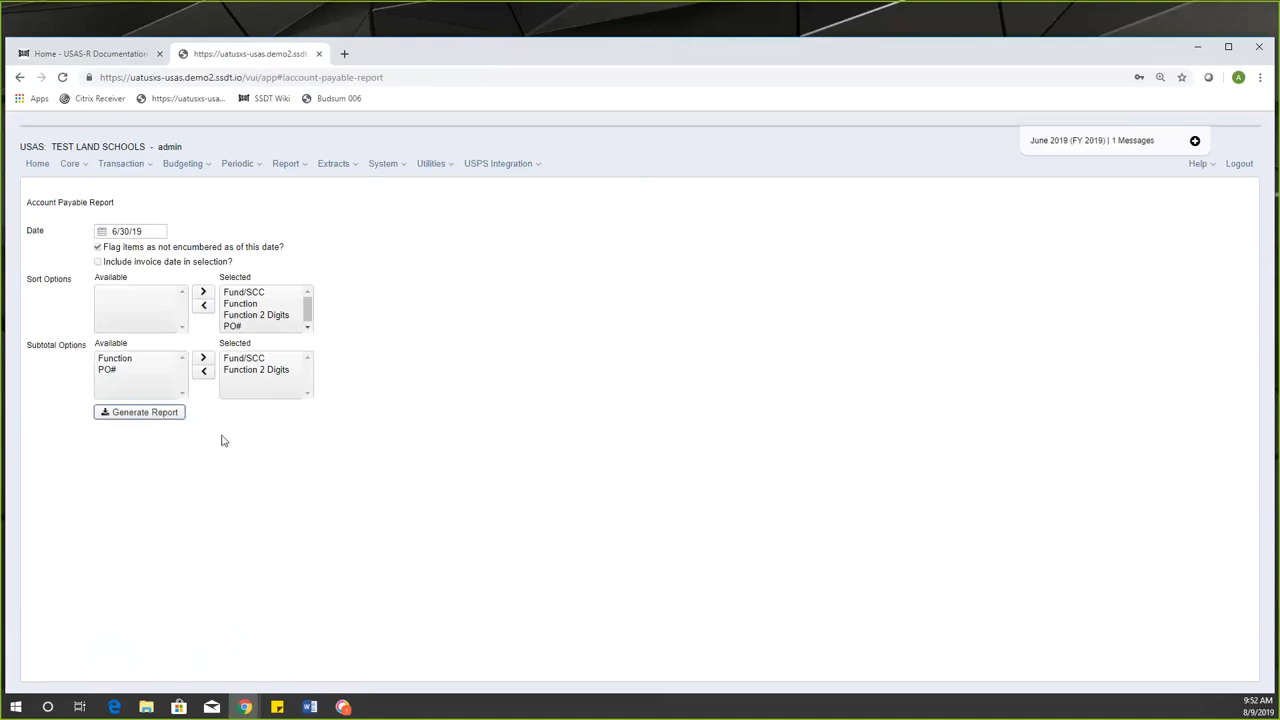 Home - USAS-R Documentation
https://uatusxs-usas.demo2.ssdt.
https://uatusxs-usas.demo2.ssdt.io/vui/app#!account-payable-report
Apps Citrix Receiver https://uatusxs-usa... SSDT Wiki Budsum 006
USAS: TEST LAND SCHOOLS - admin
June 2019 (FY 2019) | 1 Messages
Home Core Transaction Budgeting Periodic Report Extracts System Utilities USPS Integration Help Logout
Account Payable Report
Date 6/30/19
Flag items as not encumbered as of this date?
Include invoice date in selection?
Sort Options Available Selected
Fund/SCC
Function
Function 2 Digits
PO#
Subtotal Options Available Selected
Function Fund/SCC
PO# Function 2 Digits
Generate Report
9:52 AM
8/9/2019